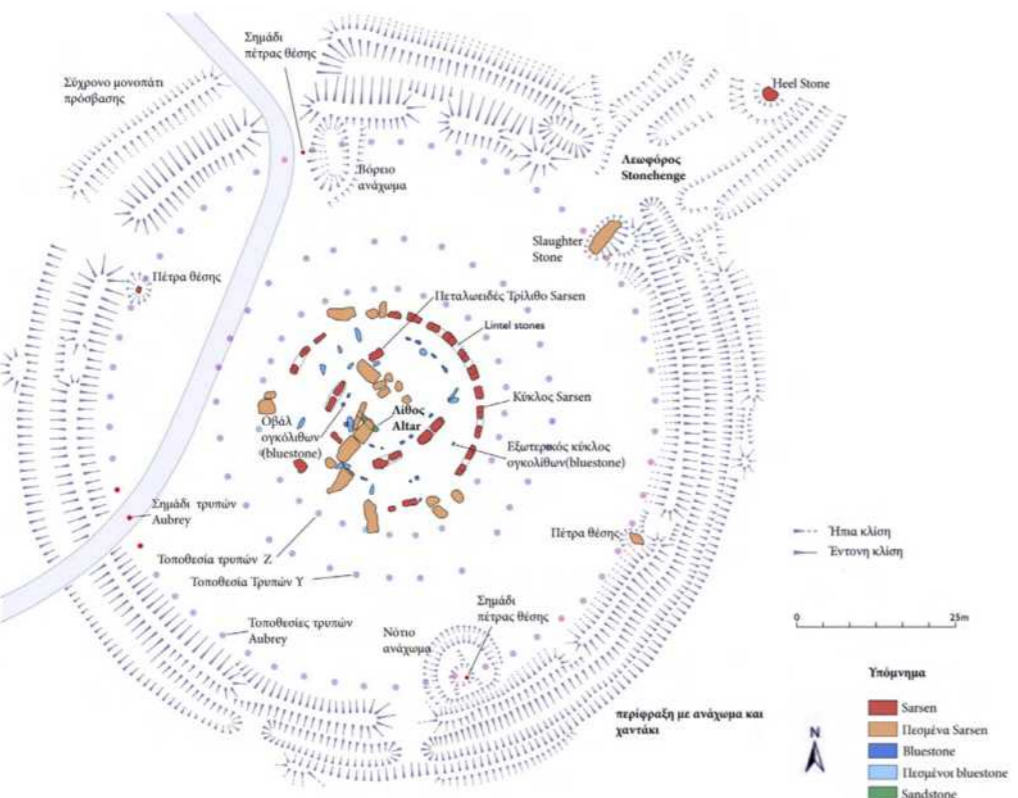 Σημάδι
πέτρας θέσης
Σύχρονο μονοπάτι
πρόσβασης
Heel Stone
Βόρειο
ανάχωμα
Λεωφόρος
Stonehenge
Slaughter
Stone
Πέτρα θέσης
Πεταλωειδές Τρίλιθο Sarsen
Lintel stones
Κύκλος Sarsen
Λίθος
Altar
Οβάλ
ογκόλιθων
(bluestone)
Εξωτερικός κύκλος
ογκολίθων(bluestone)
Σημάδι τρυπών
Aubrey
Πέτρα θέσης
Ήπια κλίση
Έντονη κλίση
Τοποθεσία τρυπών Z
Τοποθεσία Τρυπών Y
Σημάδι
πέτρας θέσης
Τοποθεσίες τρυπών
Aubrey
Νότιο
ανάχωμα
0 25m
Υπόμνημα
Sarsen
Πεσμένα Sarsen
Bluestone
Πεσμένοι bluestone
Sandstone
περίφραξη με ανάχωμα και
χαντάκι
N